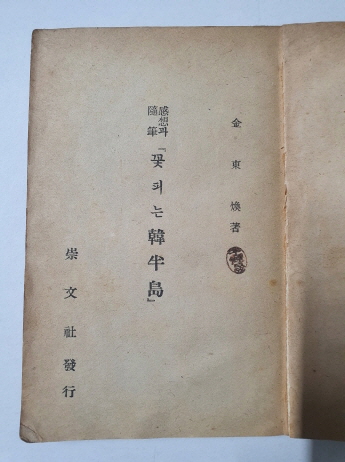 金東煥著
感想과
隨筆
『꽃피는韓半島』
崇文社發行